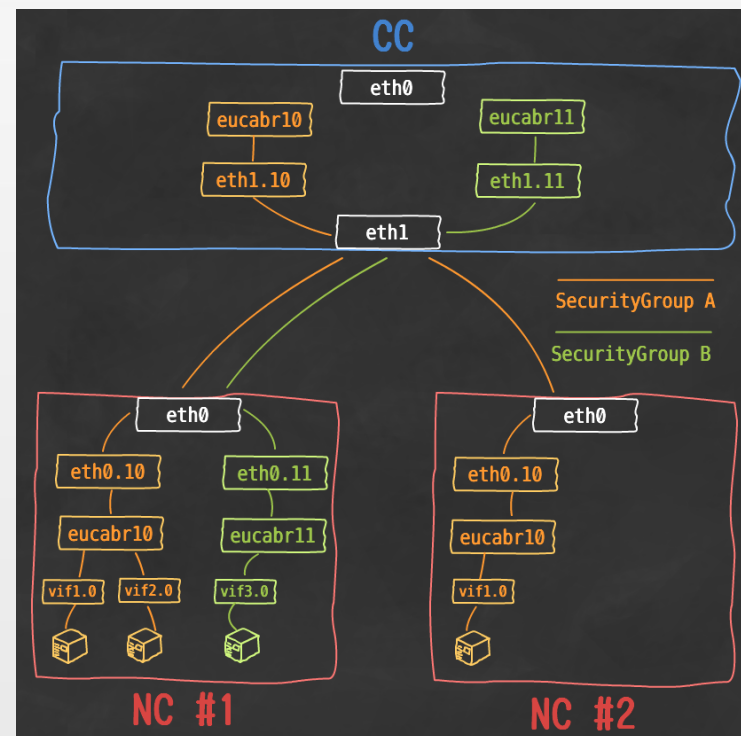 CC
eth0
eucabr10
eucabr11
eth1.10
eth1.11
eth1
SecurityGroup A
SecurityGroup B
eth0
eth0
eth0.10
eth0.11
eth0.10
eucabr10
eucabr11
eucabr10
vif1.0
vif2.0
vif3.0
vif1.0
NC #1
NC #2